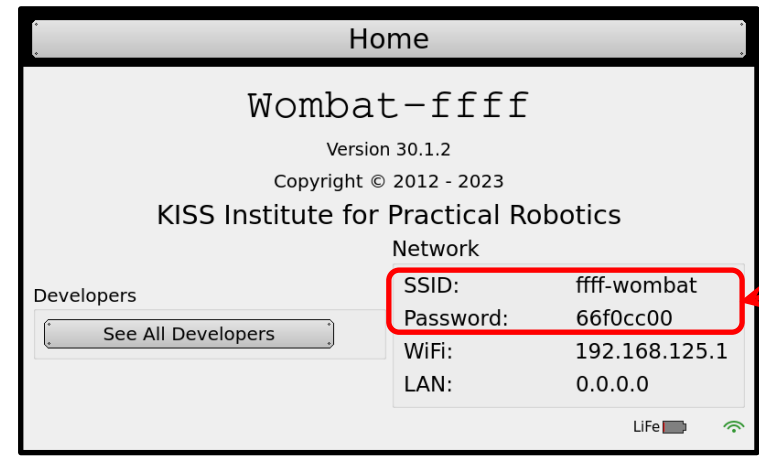 Home
Wombat-ffff
Version 30.1.2
Copyright © 2012 - 2023
KISS Institute for Practical Robotics
Network
SSID: ffff-wombat
Password: 66f0cc00
WiFi: 192.168.125.1
LAN: 0.0.0.0
Developers
See All Developers
LiFe